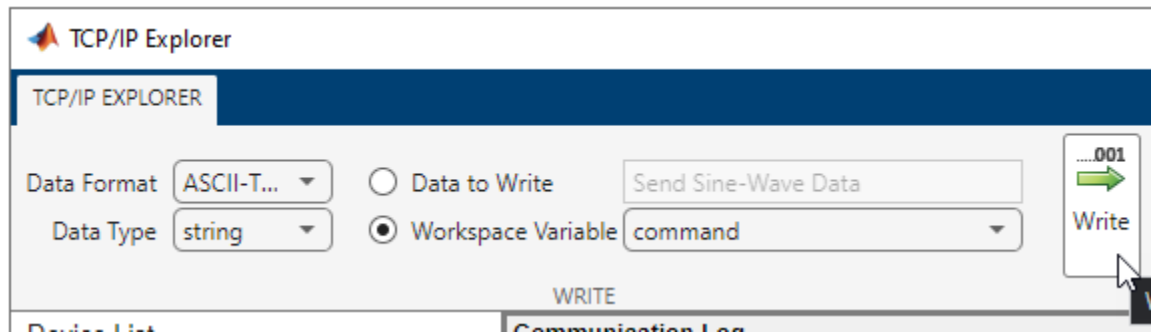 TCP/IP Explorer
TCP/IP EXPLORER
Data Format ASCII-T... Data to Write Send Sine-Wave Data
.....001
Data Type string Workspace Variable command
Write
WRITE
Device List
Communication Log